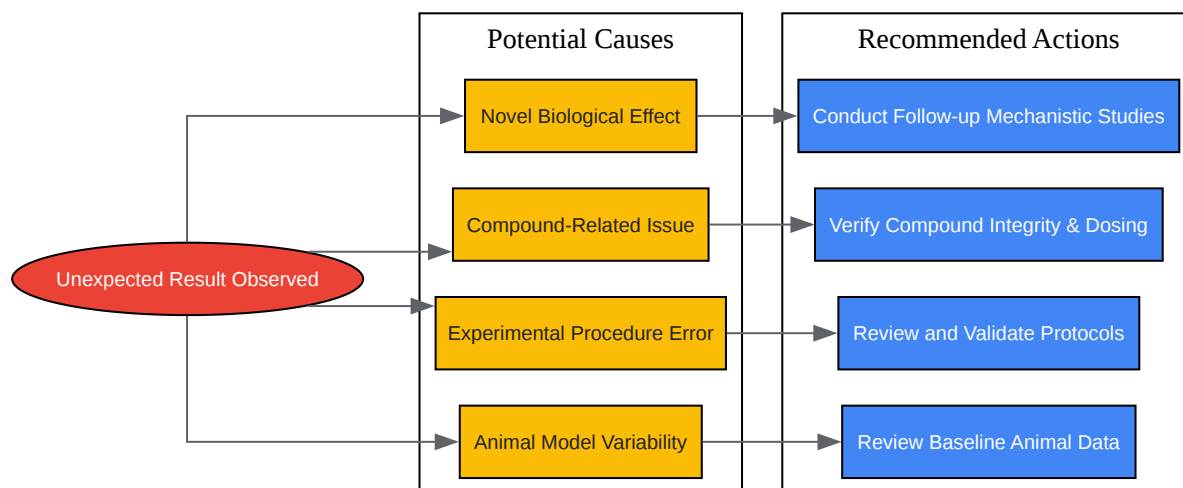 Potential Causes
Recommended Actions
Novel Biological Effect
Conduct Follow-up Mechanistic Studies
Compound-Related Issue
Verify Compound Integrity & Dosing
Unexpected Result Observed
Experimental Procedure Error
Review and Validate Protocols
Animal Model Variability
Review Baseline Animal Data